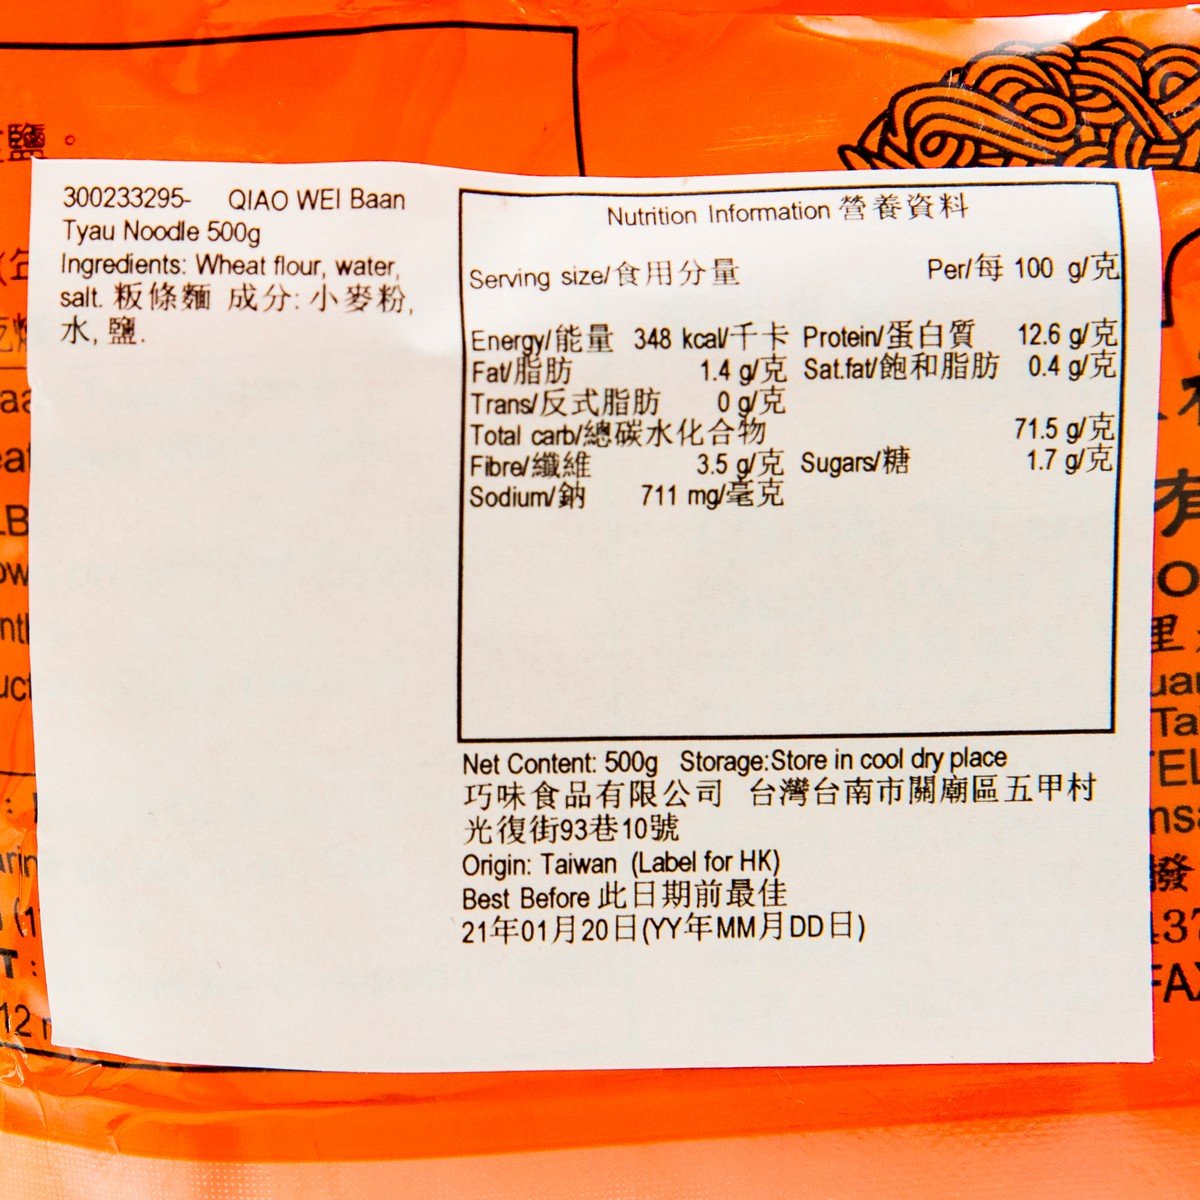 鹽。
300233295- QIAO WEI Baan
Tyau Noodle 500g
Ingredients: Wheat flour, water,
salt. 粄條麵 成分: 小麥粉,
水, 鹽.
Nutrition Information 營養資料
Serving size/食用分量 Per/每 100 g/克
Energy/能量 348 kcal/千卡 Protein/蛋白質 12.6 g/克
Fat/脂肪 1.4 g/克 Sat.fat/飽和脂肪 0.4 g/克
Trans/反式脂肪 0 g/克
Total carb/總碳水化合物 71.5 g/克
Fibre/纖維 3.5 g/克 Sugars/糖 1.7 g/克
Sodium/鈉 711 mg/毫克
Net Content: 500g Storage:Store in cool dry place
巧味食品有限公司 台灣台南市關廟區五甲村
光復街93巷10號
Origin: Taiwan (Label for HK)
Best Before 此日期前最佳
21年01月20日(YY年MM月DD日)
有
里
發